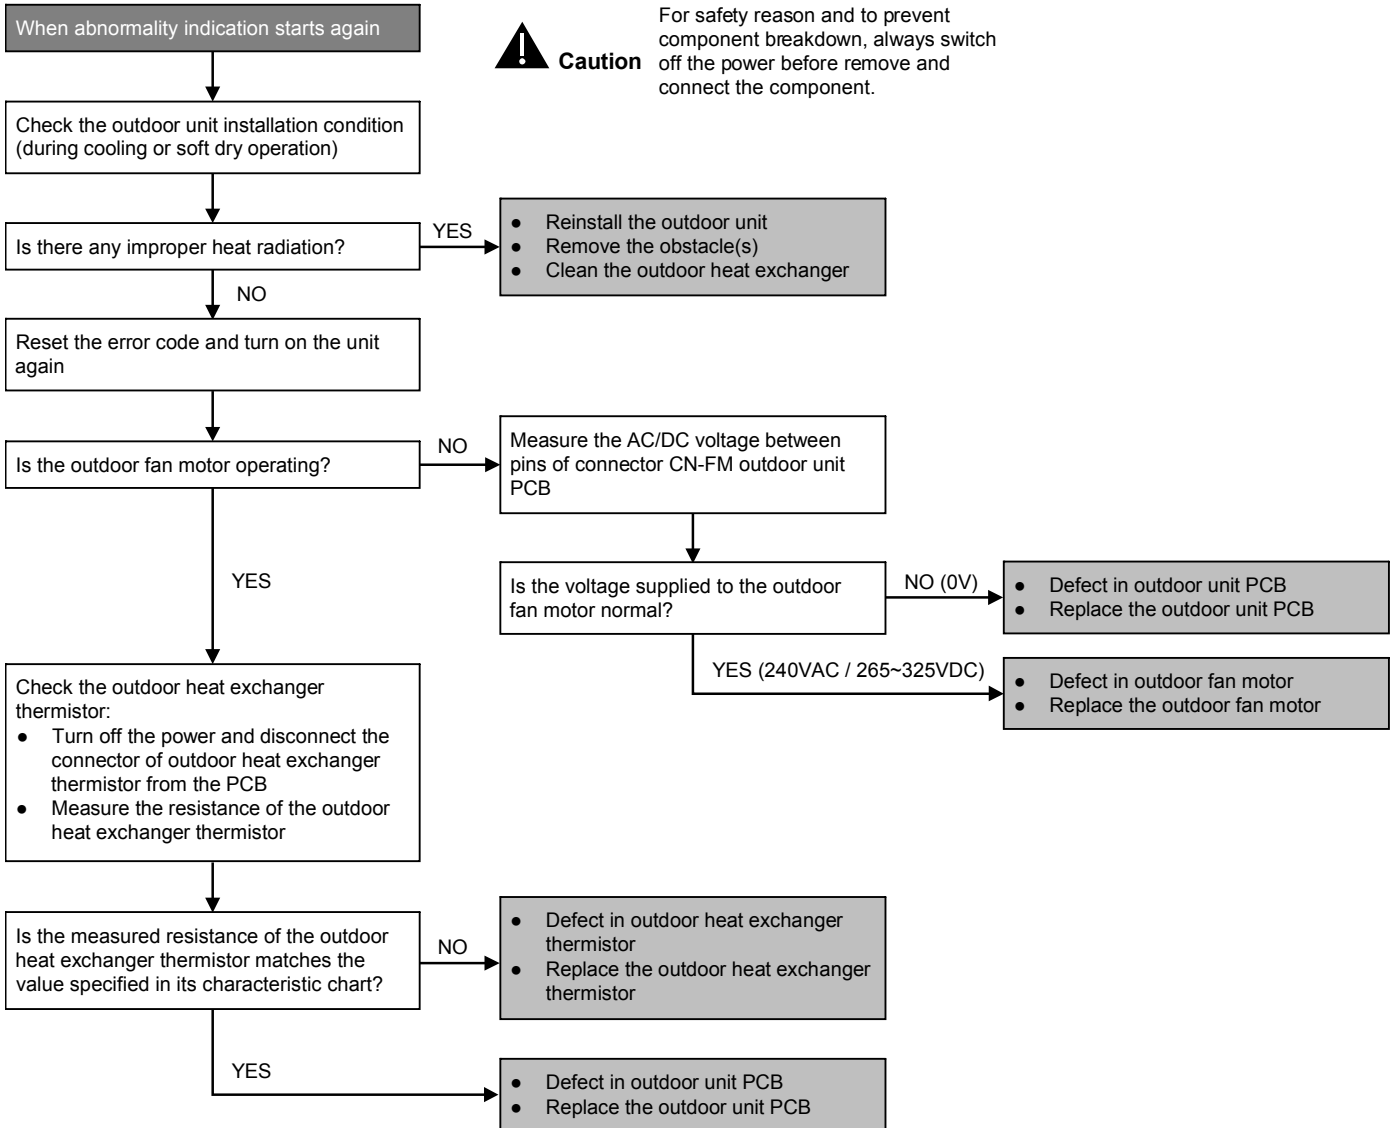 When abnormality indication starts again
Caution
For safety reason and to prevent
component breakdown, always switch
off the power before remove and
connect the component.
Check the outdoor unit installation condition
(during cooling or soft dry operation)
Is there any improper heat radiation?
YES
● Reinstall the outdoor unit
● Remove the obstacle(s)
● Clean the outdoor heat exchanger
NO
Reset the error code and turn on the unit
again
Is the outdoor fan motor operating?
NO
Measure the AC/DC voltage between
pins of connector CN-FM outdoor unit
PCB
YES
Is the voltage supplied to the outdoor
fan motor normal?
NO (0V)
● Defect in outdoor unit PCB
● Replace the outdoor unit PCB
YES (240VAC / 265~325VDC)
● Defect in outdoor fan motor
● Replace the outdoor fan motor
Check the outdoor heat exchanger
thermistor:
● Turn off the power and disconnect the
connector of outdoor heat exchanger
thermistor from the PCB
● Measure the resistance of the outdoor
heat exchanger thermistor
Is the measured resistance of the outdoor
heat exchanger thermistor matches the
value specified in its characteristic chart?
NO
● Defect in outdoor heat exchanger
thermistor
● Replace the outdoor heat exchanger
thermistor
YES
● Defect in outdoor unit PCB
● Replace the outdoor unit PCB